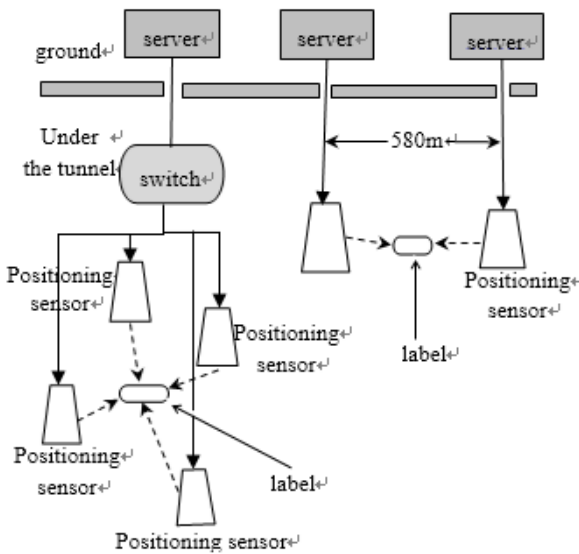 server
server
server
ground
Under
the tunnel
switch
580m
Positioning
sensor
Positioning
sensor
Positioning
sensor
label
Positioning
sensor
label
Positioning sensor